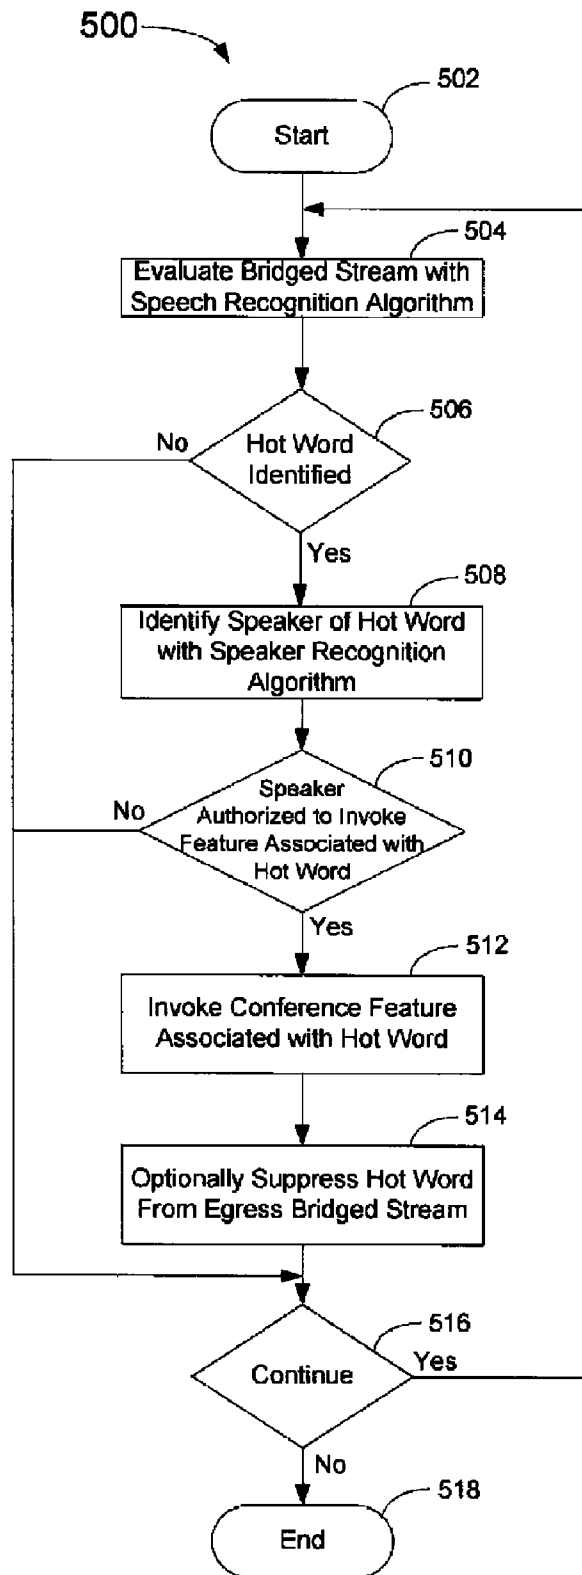 500
502
Start
504
Evaluate Bridged Stream with
Speech Recognition Algorithm
506
No
Hot Word
Identified
Yes
508
Identify Speaker of Hot Word
with Speaker Recognition
Algorithm
510
No
Speaker
Authorized to Invoke
Feature Associated with
Hot Word
Yes
512
Invoke Conference Feature
Associated with Hot Word
514
Optionally Suppress Hot Word
From Egress Bridged Stream
516
Continue
Yes
No
518
End